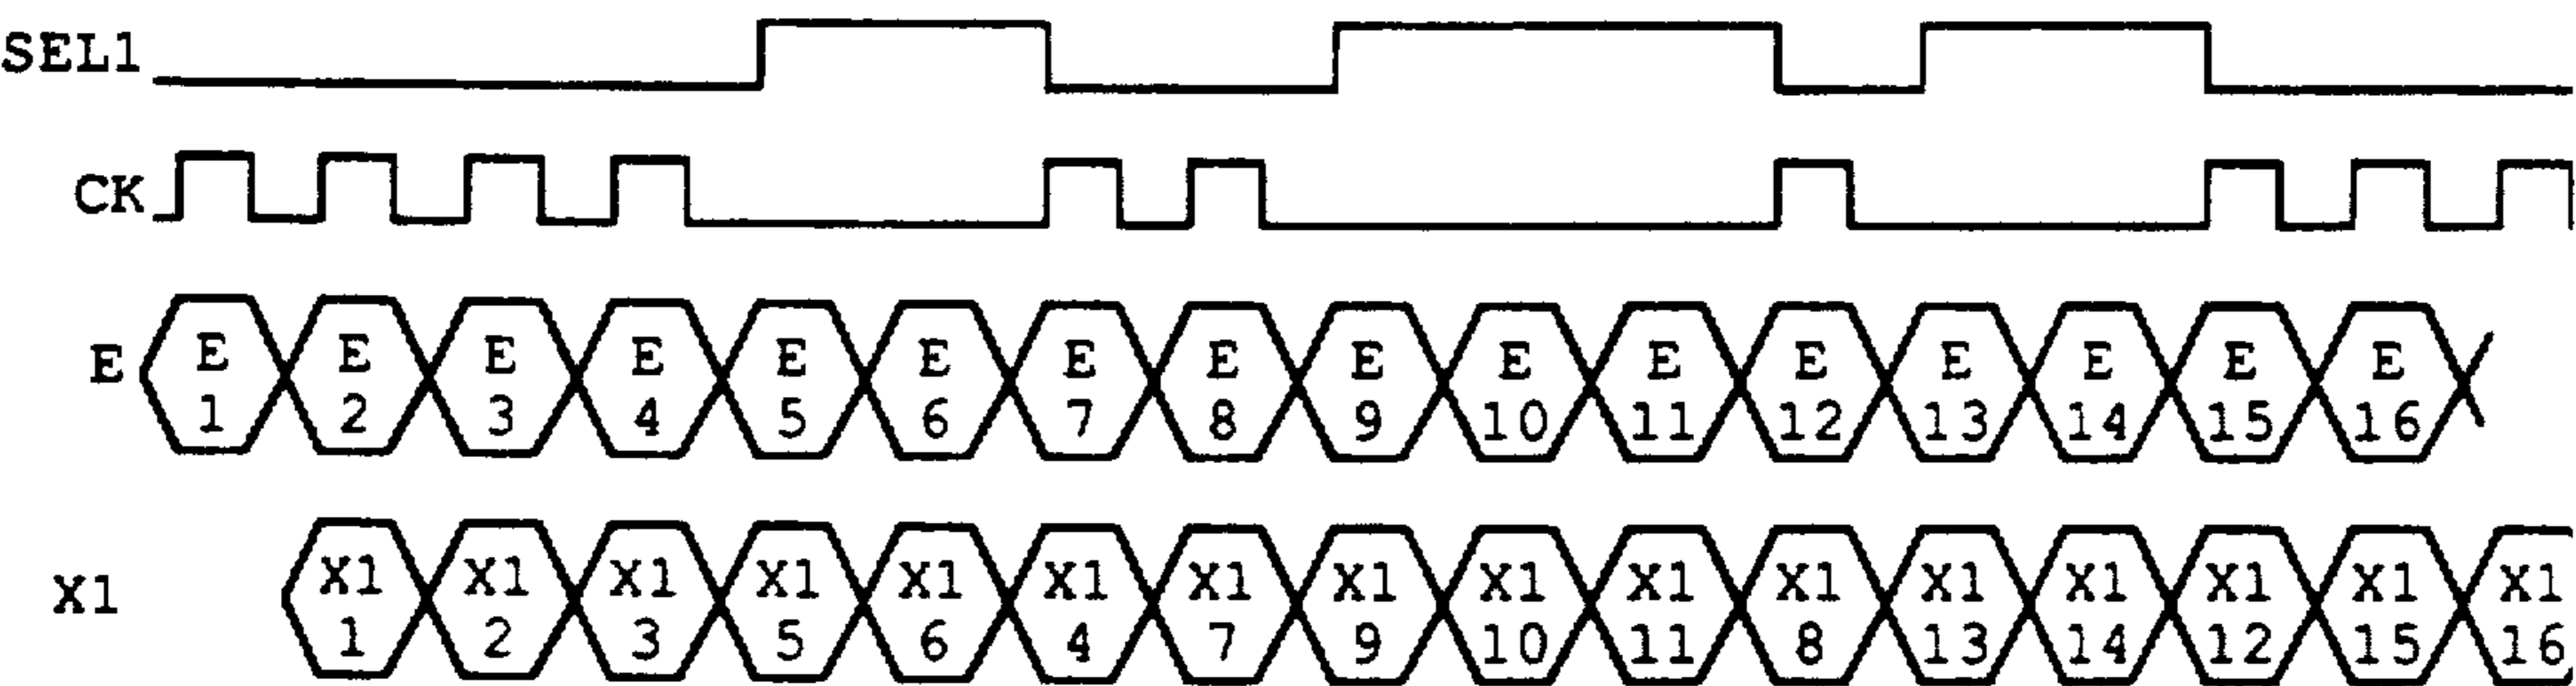 SEL1
CK
E
E E E E E E E E E E E E E E E E
1 2 3 4 5 6 7 8 9 10 11 12 13 14 15 16
X1
X1 X1 X1 X1 X1 X1 X1 X1 X1 X1 X1 X1 X1 X1 X1 X1
1 2 3 5 6 4 7 9 10 11 8 13 14 12 15 16